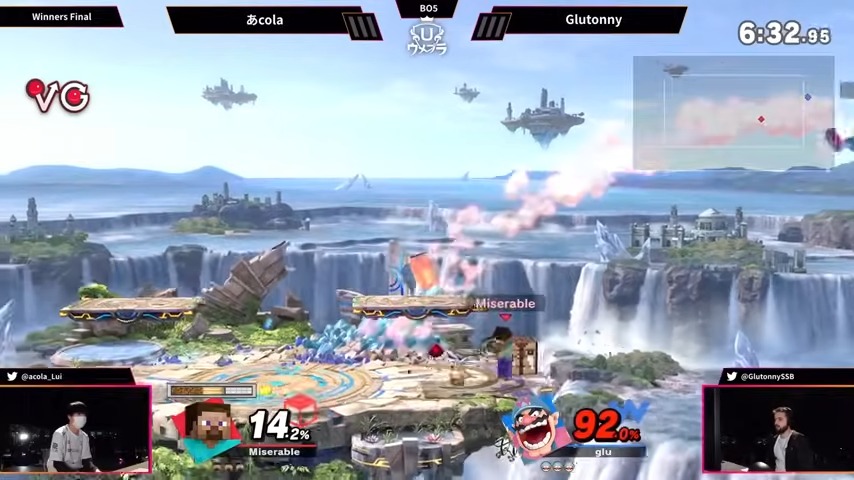 Winners Final
あcola
BO5
Glutonny
6:32.95
U
ウメブラ
VG
Miserable
@acola_Lui
@GlutonnySSB
14.2%
Miserable
92.0%
glu